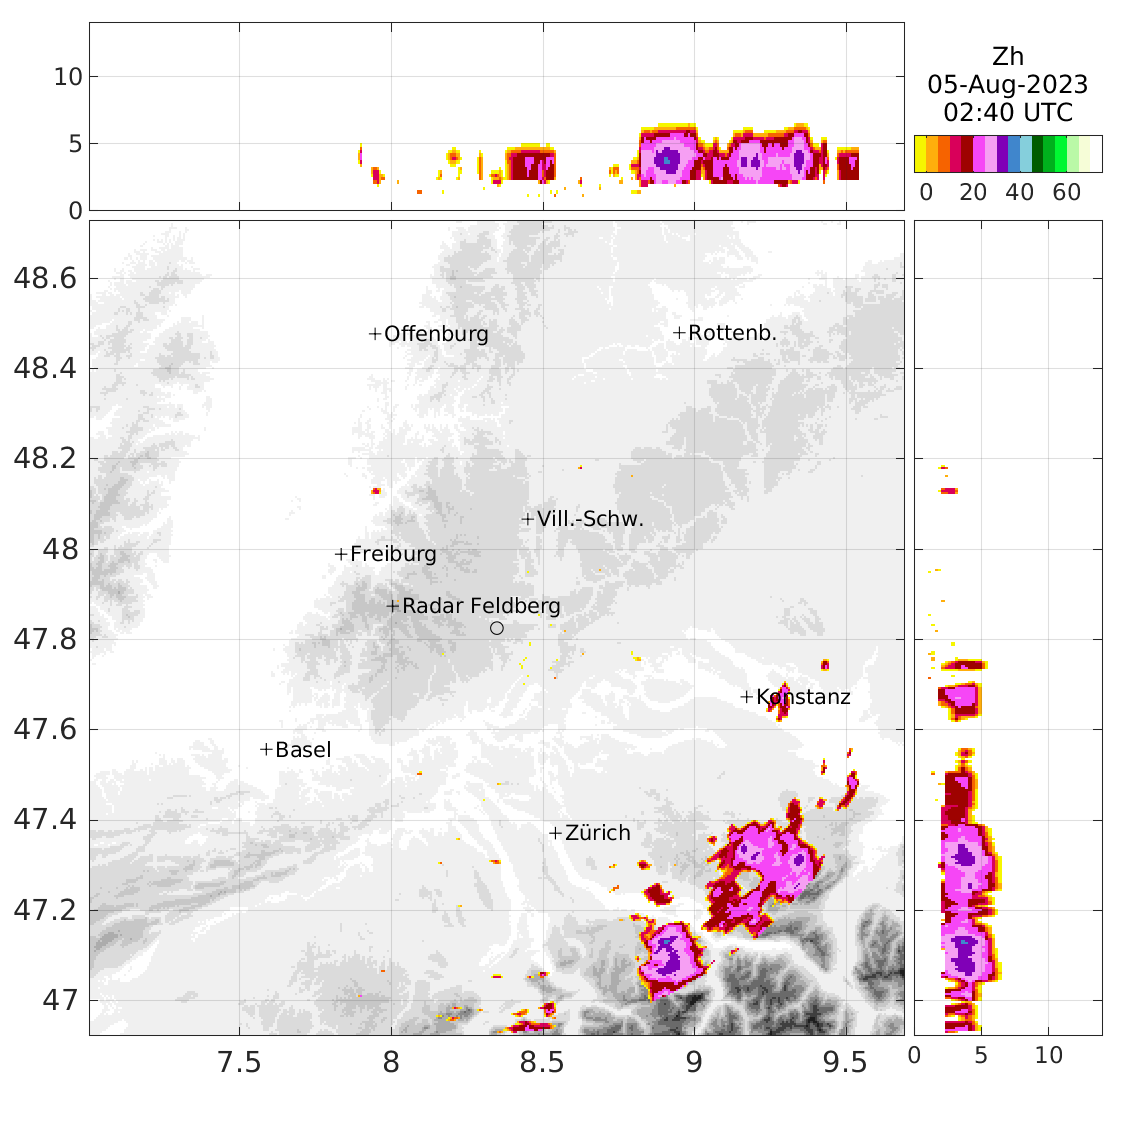 10
5
0
Zh
05-Aug-2023
02:40 UTC
0 20 40 60
48.6
48.4
48.2
48
47.8
47.6
47.4
47.2
47
Offenburg
Rottenb.
Vill.-Schw.
Freiburg
Radar Feldberg
Konstanz
Basel
Zürich
7.5 8 8.5 9 9.5
0 5 10